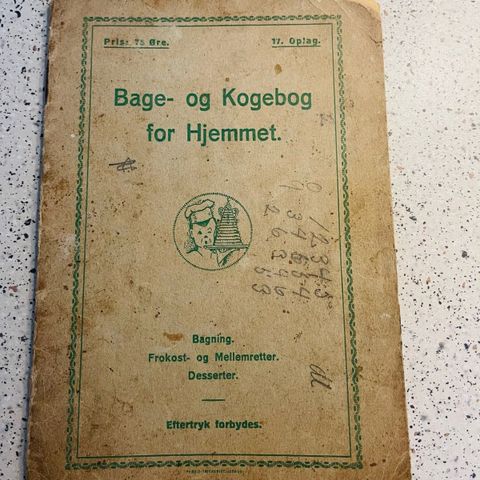 Pris: 75 Øre. 17. Oplag.
Bage- og Kogebog
for Hjemmet.
Bagning.
Frokost- og Mellemretter.
Desserter.
Eftertryk forbydes.